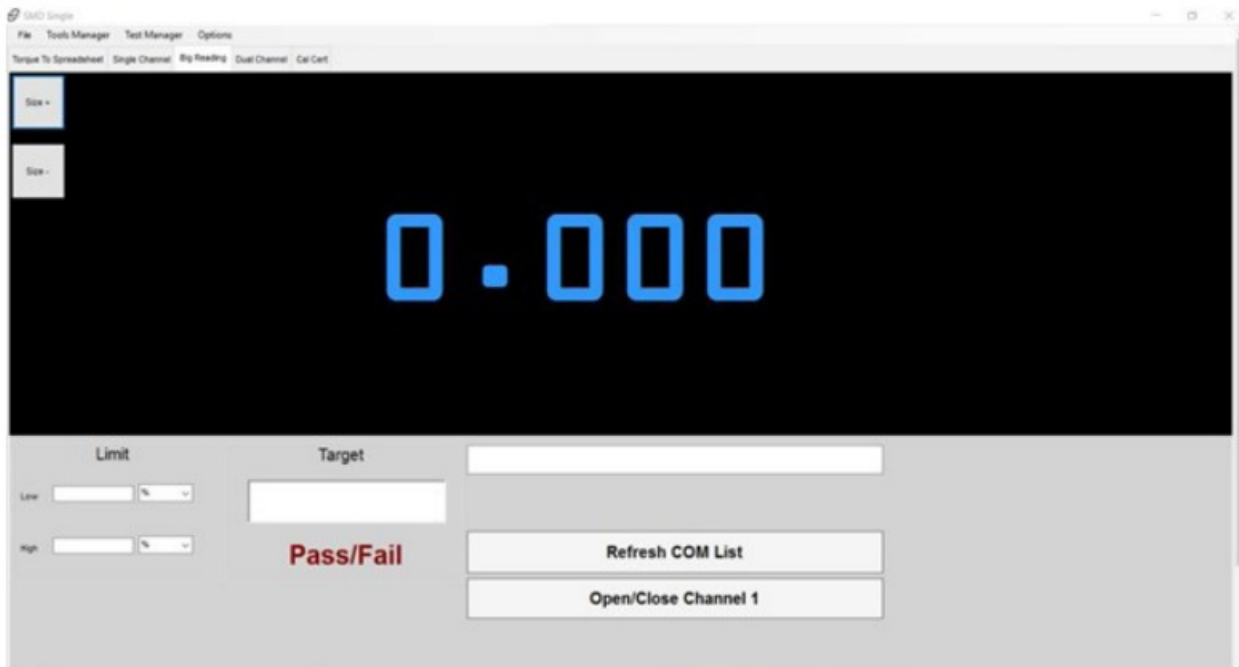 SMD Single
File Tools Manager Test Manager Options
Torque To Spreadsheet Single Channel Big Reading Dual Channel Cal Cert
Size +
Size -
0.000
Limit
Target
Low %
High %
Pass/Fail
Refresh COM List
Open/Close Channel 1